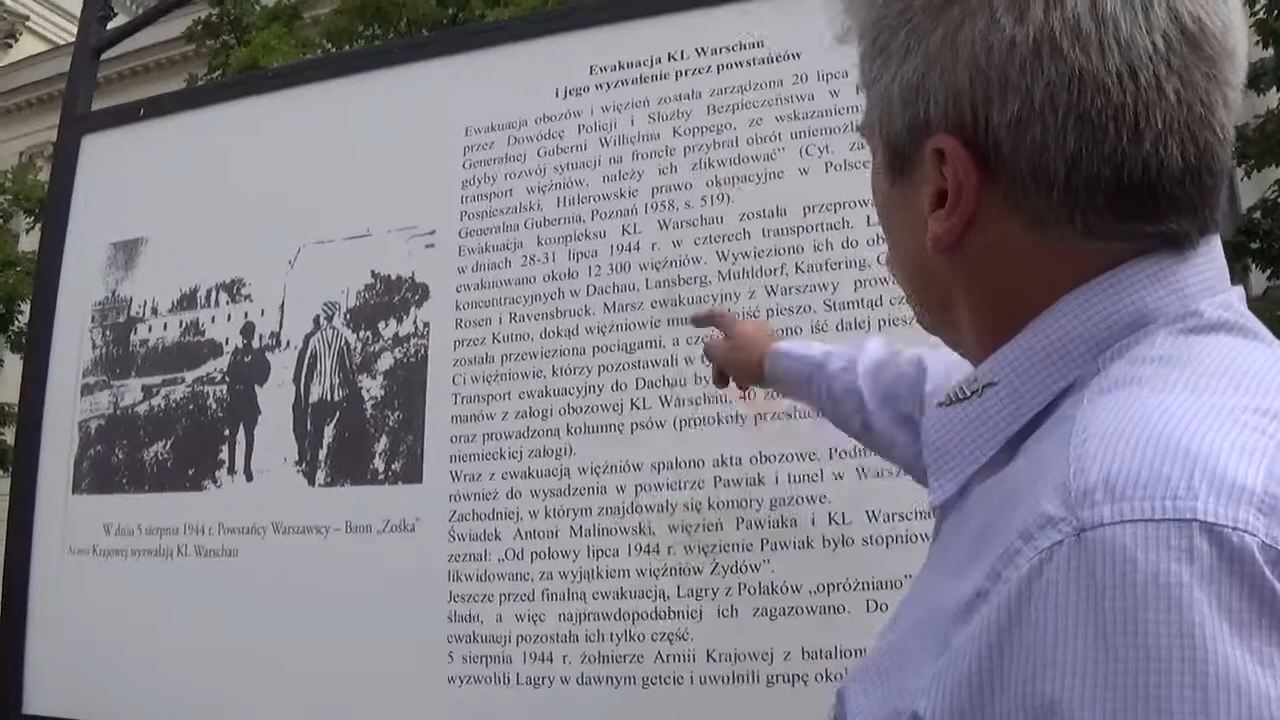 Ewakuacja KL Warschau
i jego wyzwolenie przez powstańców
Ewakuacja obozów i więzień została zarządzona 20 lipca
przez Dowódcę Policji i Służby Bezpieczeństwa w
Generalnej Guberni Wilhelma Koppego, ze wskazaniem:
gdyby rozwój sytuacji na froncie przybrał obrót
transport więźniów, należy ich zlikwidować” (Cyt. za
Pospieszalski, Hitlerowskie prawo okupacyjne w Polsce
Generalna Gubernia, Poznań 1958, s. 519).
Ewakuacja kompleksu KL Warschau została
w dniach 28-31 lipca 1944 r. w czterech transportach.
ewakuowano około 12 300 więźniów. Wywieziono ich do
koncentracyjnych w Dachau, Lansberg, Muhldorf, Kaufering,
Rosen i Ravensbruck. Marsz ewakuacyjny z Warszawy
przez Kutno, dokąd więźniowie iść pieszo. Stamtąd
została przewieziona pociągami, a iść dalej
Ci więźniowie, którzy pozostawali w
Transport ewakuacyjny do Dachau
manów z załogi obozowej KL Warschau, 40
oraz prowadzoną kolumnę psów (protokoły
niemieckiej załogi).
Wraz z ewakuacją więźniów spalono akta obozowe.
również do wysadzenia w powietrze Pawiak i tunel w
Zachodniej, w którym znajdowały się komory gazowe.
Świadek Antoni Malinowski, więzień Pawiaka i KL Warschau
zeznał: „Od połowy lipca 1944 r. więzienie Pawiak było
likwidowane, za wyjątkiem więźniów Żydów”.
Jeszcze przed finalną ewakuacją, Lagry z Polaków „opróżniano”
śladu, a więc najprawdopodobniej ich zagazowano. Do
ewakuacji pozostała ich tylko część.
5 sierpnia 1944 r. żołnierze Armii Krajowej z
wyzwolili Lagry w dawnym getcie i uwolnili grupę
W dniu 5 sierpnia 1944 r. Powstańcy Warszawscy – Baon „Zośka”
Armii Krajowej wyzwalają KL Warschau